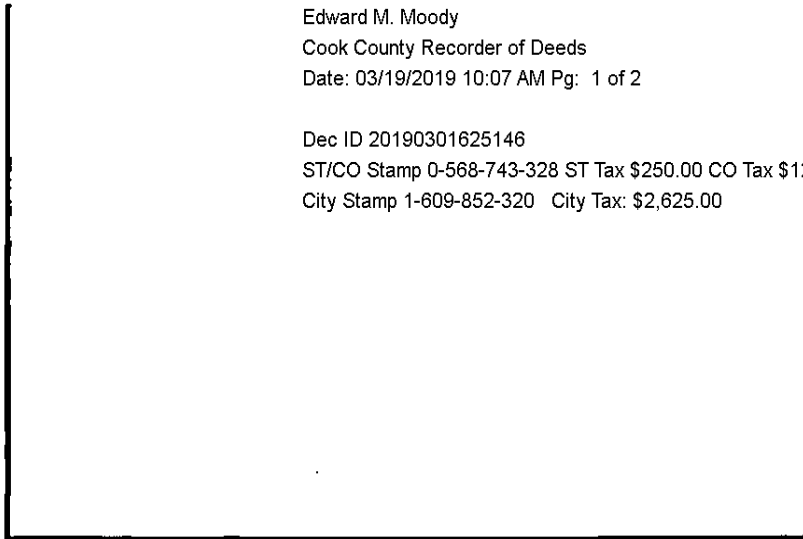 Edward M. Moody
Cook County Recorder of Deeds
Date: 03/19/2019 10:07 AM Pg: 1 of 2
Dec ID 20190301625146
ST/CO Stamp 0-568-743-328 ST Tax $250.00 CO Tax
City Stamp 1-609-852-320 City Tax: $2,625.00